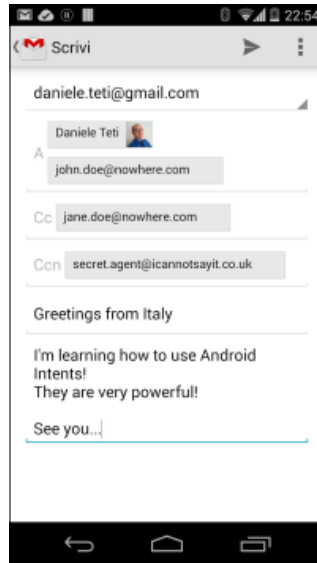 22:54
Scrivi
daniele.teti@gmail.com
A
Daniele Teti
john.doe@nowhere.com
Cc jane.doe@nowhere.com
Ccn secret.agent@icannotsayit.co.uk
Greetings from Italy
I'm learning how to use Android
Intents!
They are very powerful!
See you...